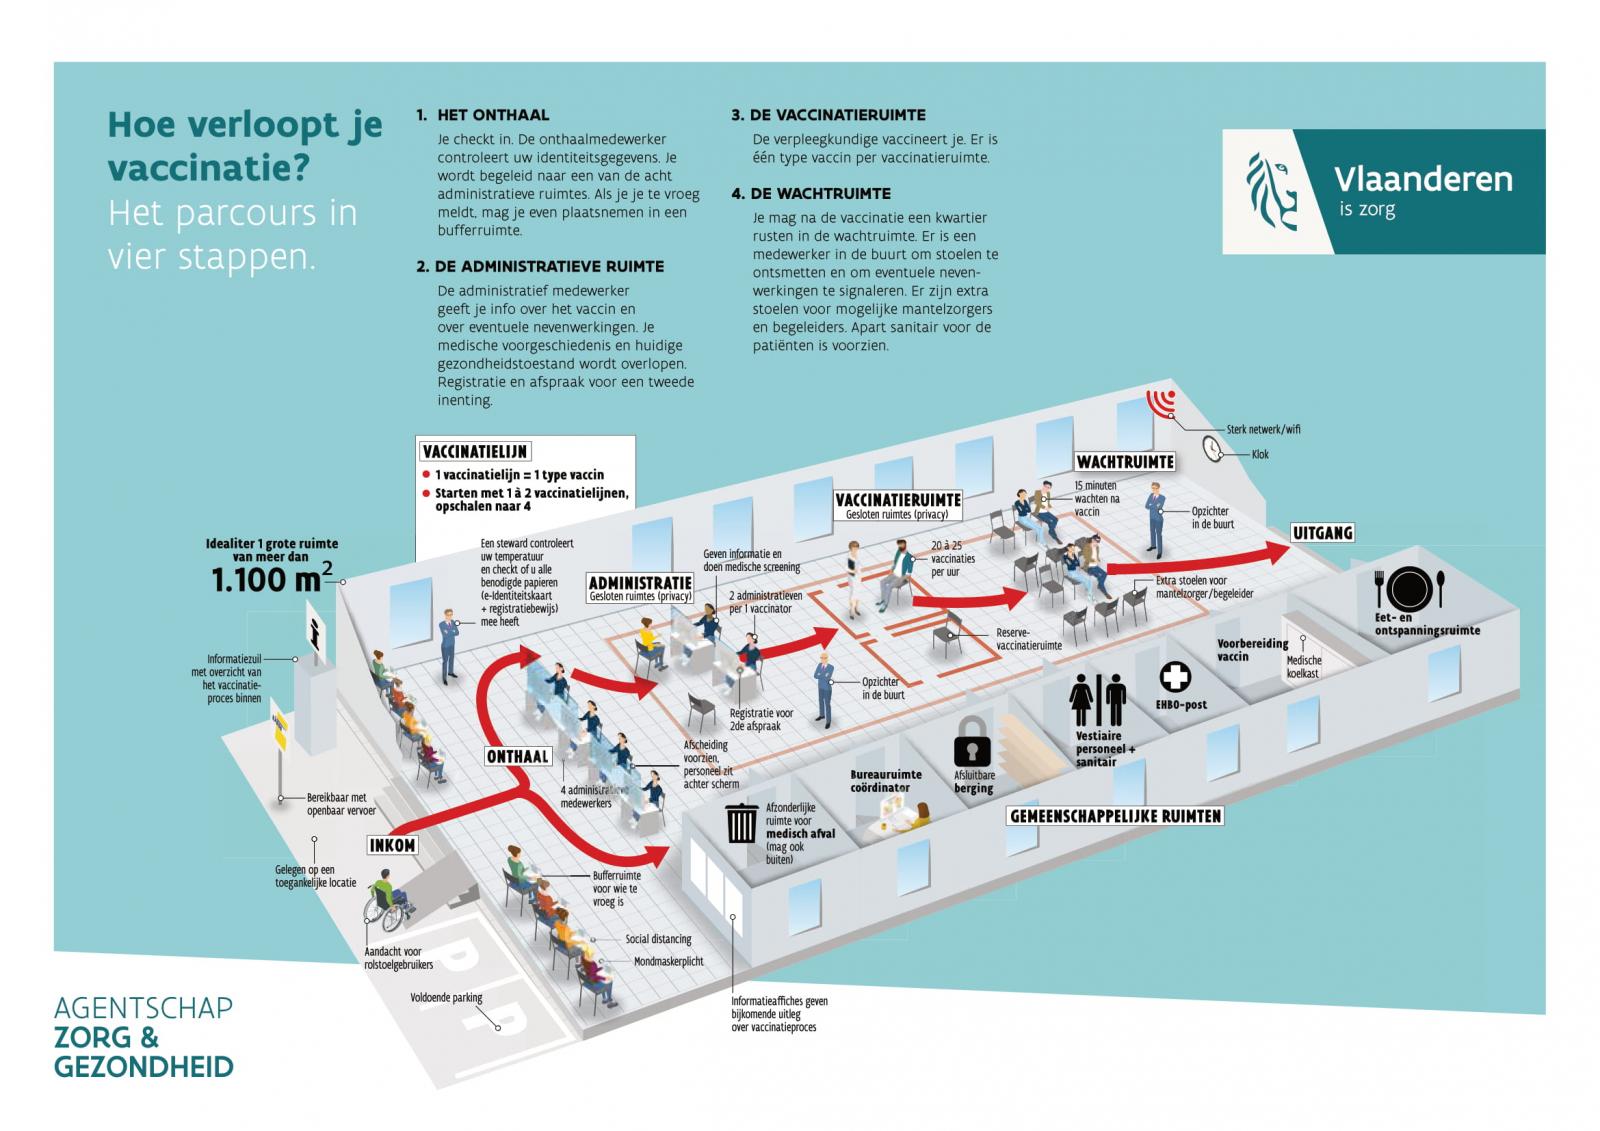 Hoe verloopt je
vaccinatie?
Het parcours in
vier stappen.
1. HET ONTHAAL
Je checkt in. De onthaalmedewerker
controleert uw identiteitsgegevens. Je
wordt begeleid naar een van de acht
administratieve ruimtes. Als je je te vroeg
meldt, mag je even plaatsnemen in een
bufferruimte.
2. DE ADMINISTRATIEVE RUIMTE
De administratief medewerker
geeft je info over het vaccin en
over eventuele nevenwerkingen. Je
medische voorgeschiedenis en huidige
gezondheidstoestand wordt overlopen.
Registratie en afspraak voor een tweede
inenting.
3. DE VACCINATIERUIMTE
De verpleegkundige vaccineert je. Er is
één type vaccin per vaccinatieruimte.
4. DE WACHTRUIMTE
Je mag na de vaccinatie een kwartier
rusten in de wachtruimte. Er is een
medewerker in de buurt om stoelen te
ontsmetten en om eventuele neven-
werkingen te signaleren. Er zijn extra
stoelen voor mogelijke mantelzorgers
en begeleiders. Apart sanitair voor de
patiënten is voorzien.
Vlaanderen
is zorg
VACCINATIELIJN
• 1 vaccinatielijn = 1 type vaccin
• Starten met 1 à 2 vaccinatielijnen,
opschalen naar 4
Idealiter 1 grote ruimte
van meer dan
1.100 m²
Een steward controleert
uw temperatuur
en checkt of u alle
benodigde papieren
(e-Identiteitskaart
+ registratiebewijs)
mee heeft
ADMINISTRATIE
Gesloten ruimtes (privacy)
Geven informatie en
doen medische screening
2 administratieven
per 1 vaccinator
VACCINATIERUIMTE
Gesloten ruimtes (privacy)
20 à 25
vaccinaties
per uur
WACHTRUIMTE
15 minuten
wachten na
vaccin
Opzichter
in de buurt
Sterk netwerk/wifi
Klok
UITGANG
Extra stoelen voor
mantelzorger/begeleider
Reserve-
vaccinatieruimte
Opzichter
in de buurt
Registratie voor
2de afspraak
Informatiezuil
met overzicht van
het vaccinatie-
proces binnen
Bereikbaar met
openbaar vervoer
Gelegen op een
toegankelijke locatie
INKOM
ONTHAAL
4 administratieve
medewerkers
Afscheiding
voorzien,
personeel zit
achter scherm
Bufferruimte
voor wie te
vroeg is
Social distancing
Mondmaskerplicht
Aandacht voor
rolstoelgebruikers
Voldoende parking
P P
Informatieaffiches geven
bijkomende uitleg
over vaccinatieproces
Afzonderlijke
ruimte voor
medisch afval
(mag ook
buiten)
Bureauruimte
coördinator
Afsluitbare
berging
Vestiaire
personeel +
sanitair
EHBO-post
Voorbereiding
vaccin
Medische
koelkast
Eet- en
ontspanningsruimte
GEMEENSCHAPPELIJKE RUIMTEN
AGENTSCHAP
ZORG &
GEZONDHEID